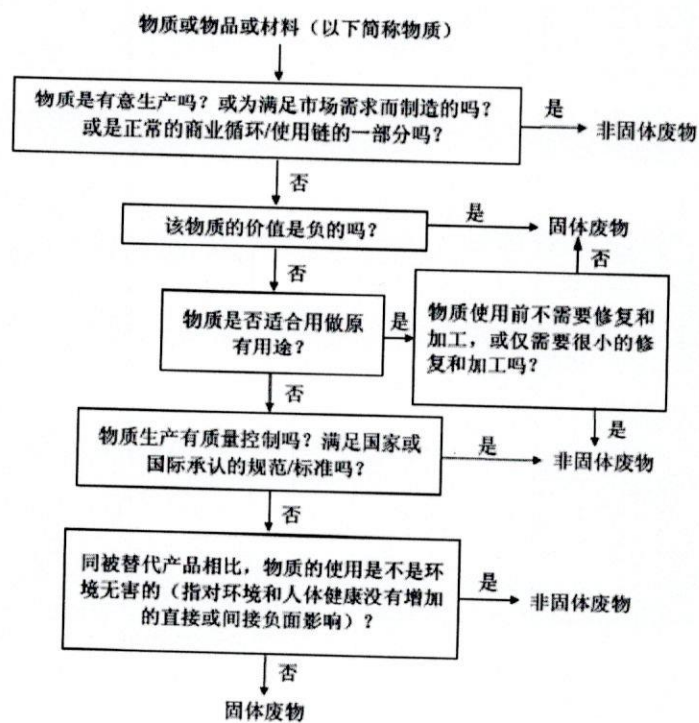 物质或物品或材料（以下简称物质）
物质是有意生产吗？或为满足市场需求而制造的吗？
或是正常的商业循环/使用链的一部分吗？
是
非固体废物
否
该物质的价值是负的吗？
是
固体废物
否
否
物质是否适合用做原
有用途？
是
物质使用前不需要修复和
加工，或仅需要很小的修
复和加工吗？
否
是
物质生产有质量控制吗？满足国家或
国际承认的规范/标准吗？
是
非固体废物
否
同被替代产品相比，物质的使用是不是环
境无害的（指对环境和人体健康没有增加
的直接或间接负面影响）？
是
非固体废物
否
固体废物